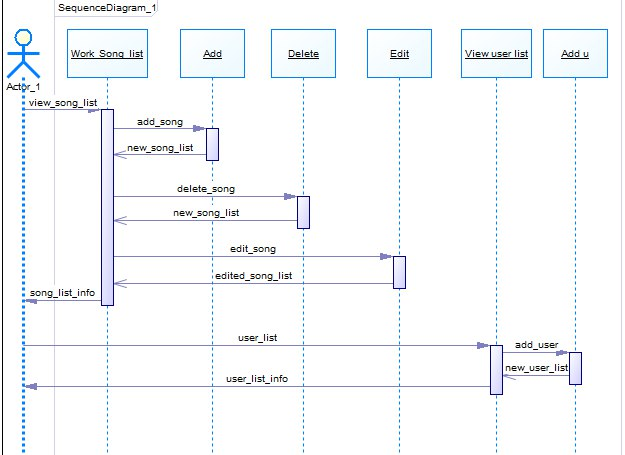 SequenceDiagram_1
Work_Song_list
Add
Delete
Edit
View user list
Add u
Actor_1
view_song_list
add_song
new_song_list
delete_song
new_song_list
edit_song
edited_song_list
song_list_info
user_list
add_user
new_user_list
user_list_info